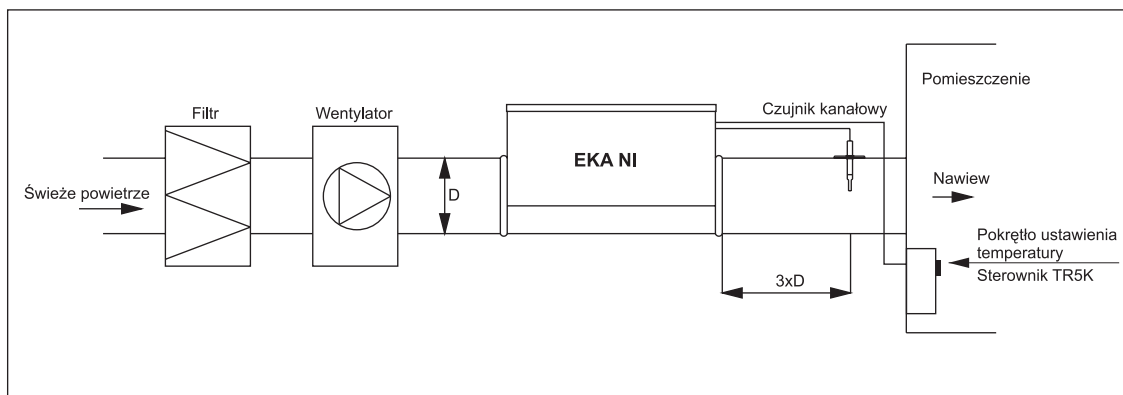 Pomieszczenie
Filtr
Wentylator
Czujnik kanałowy
EKA NI
Świeże powietrze
D
Nawiew
Pokrętło ustawienia
temperatury
Sterownik TR5K
3xD